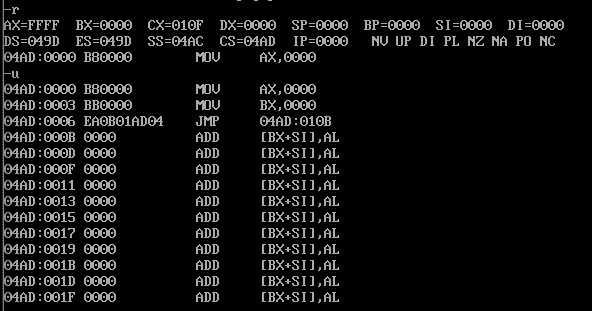 -r
AX=FFFF BX=0000 CX=010F DX=0000 SP=0000 BP=0000 SI=0000 DI=0000
DS=049D ES=049D SS=04AC CS=04AD IP=0000 NV UP DI PL NZ NA PO NC
04AD:0000 B80000 MOV AX,0000
-u
04AD:0000 B80000 MOV AX,0000
04AD:0003 BB0000 MOV BX,0000
04AD:0006 EA0B01AD04 JMP 04AD:010B
04AD:000B 0000 ADD [BX+SI],AL
04AD:000D 0000 ADD [BX+SI],AL
04AD:000F 0000 ADD [BX+SI],AL
04AD:0011 0000 ADD [BX+SI],AL
04AD:0013 0000 ADD [BX+SI],AL
04AD:0015 0000 ADD [BX+SI],AL
04AD:0017 0000 ADD [BX+SI],AL
04AD:0019 0000 ADD [BX+SI],AL
04AD:001B 0000 ADD [BX+SI],AL
04AD:001D 0000 ADD [BX+SI],AL
04AD:001F 0000 ADD [BX+SI],AL